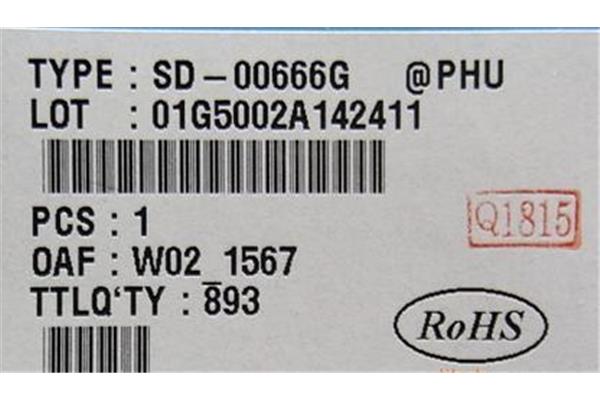 TYPE : SD-00666G @PHU
LOT : 01G5002A142411
PCS : 1
Q1815
OAF : W02_1567
TTLQ'TY : 893
RoHS